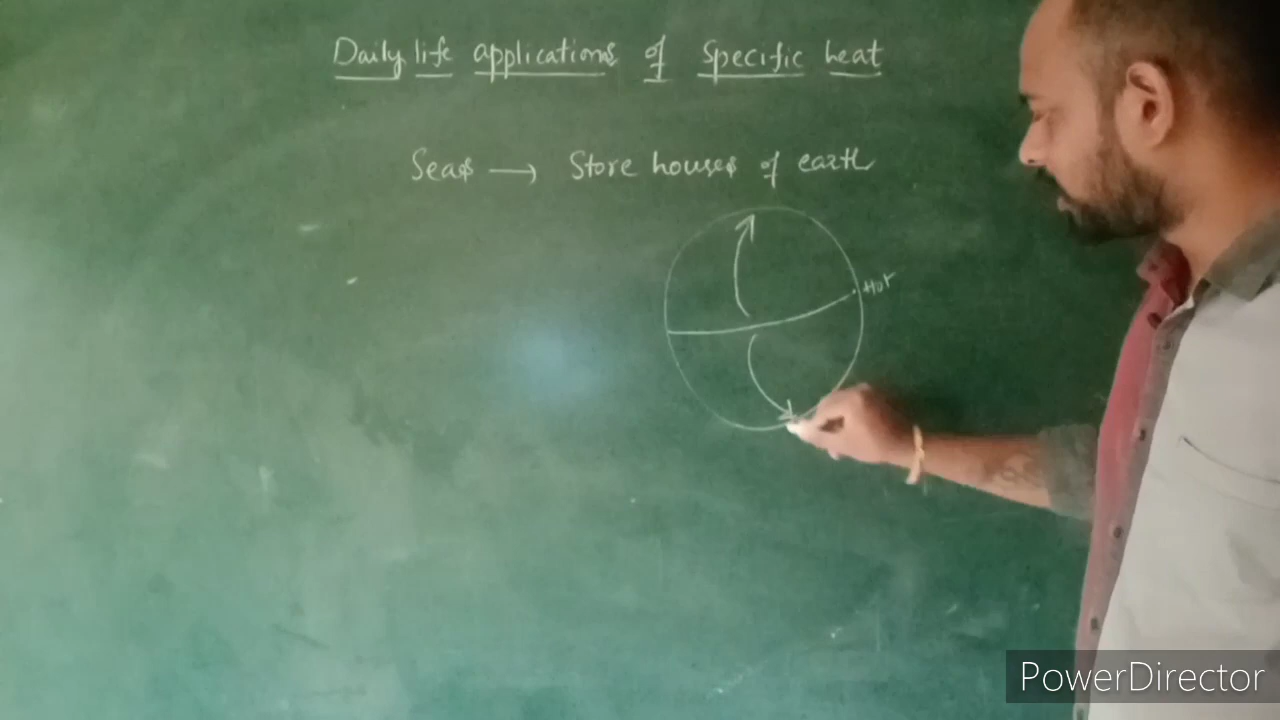 Daily life applications of Specific heat
Seas → Store houses of earth
Hot
PowerDirector